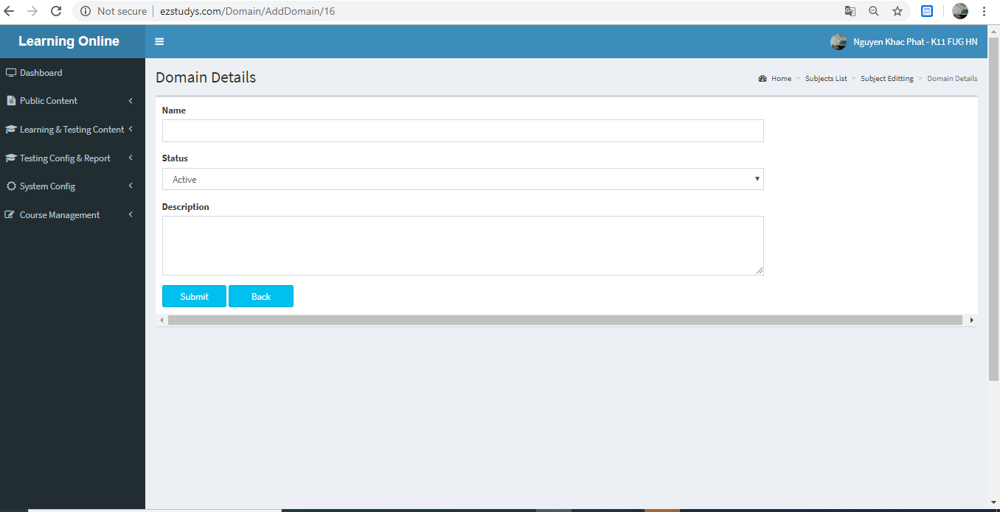 Not secure ezstudys.com/Domain/AddDomain/16
Learning Online
Nguyen Khac Phat - K11 FUG HN
Dashboard
Public Content
Learning & Testing Content
Testing Config & Report
System Config
Course Management
Domain Details
Home > Subjects List > Subject Editting > Domain Details
Name
Status
Active
Description
Submit Back